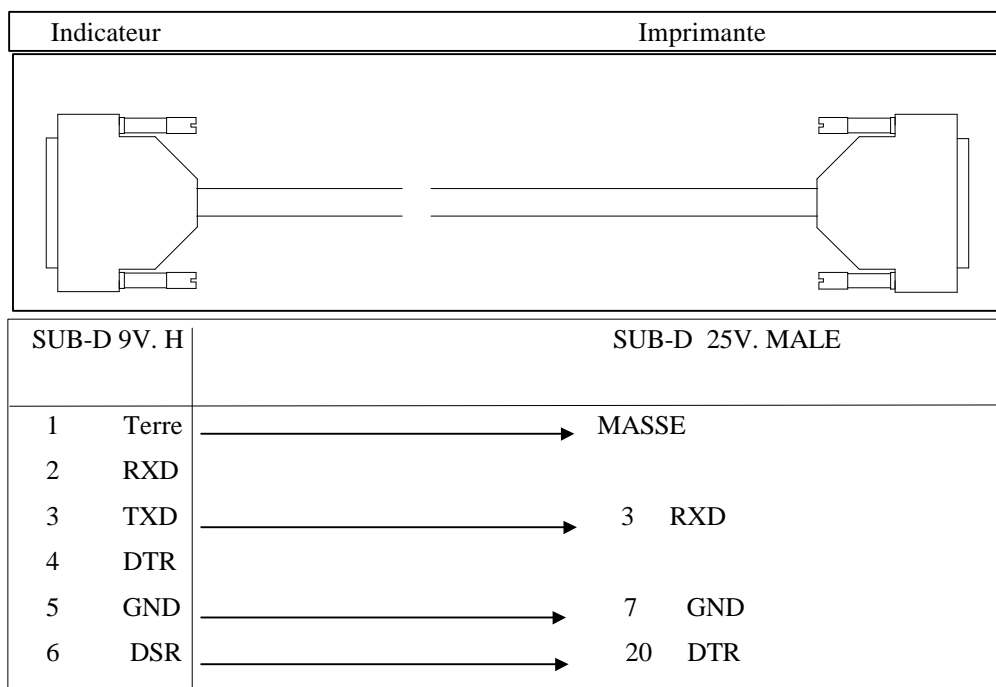 Indicateur Imprimante
SUB-D 9V. H SUB-D 25V. MALE
1 Terre MASSE
2 RXD
3 TXD 3 RXD
4 DTR
5 GND 7 GND
6 DSR 20 DTR